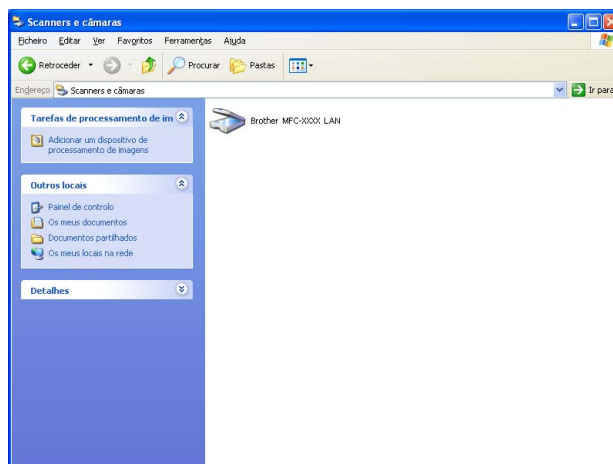 Scanners e câmaras
Ficheiro Editar Ver Favoritos Ferramentas Ajuda
Retroceder Procurar Pastas
Endereço Scanners e câmaras Ir para
Tarefas de processamento de im
Adicionar um dispositivo de
processamento de imagens
Outros locais
Painel de controlo
Os meus documentos
Documentos partilhados
Os meus locais na rede
Detalhes
Brother MFC-XXXX LAN